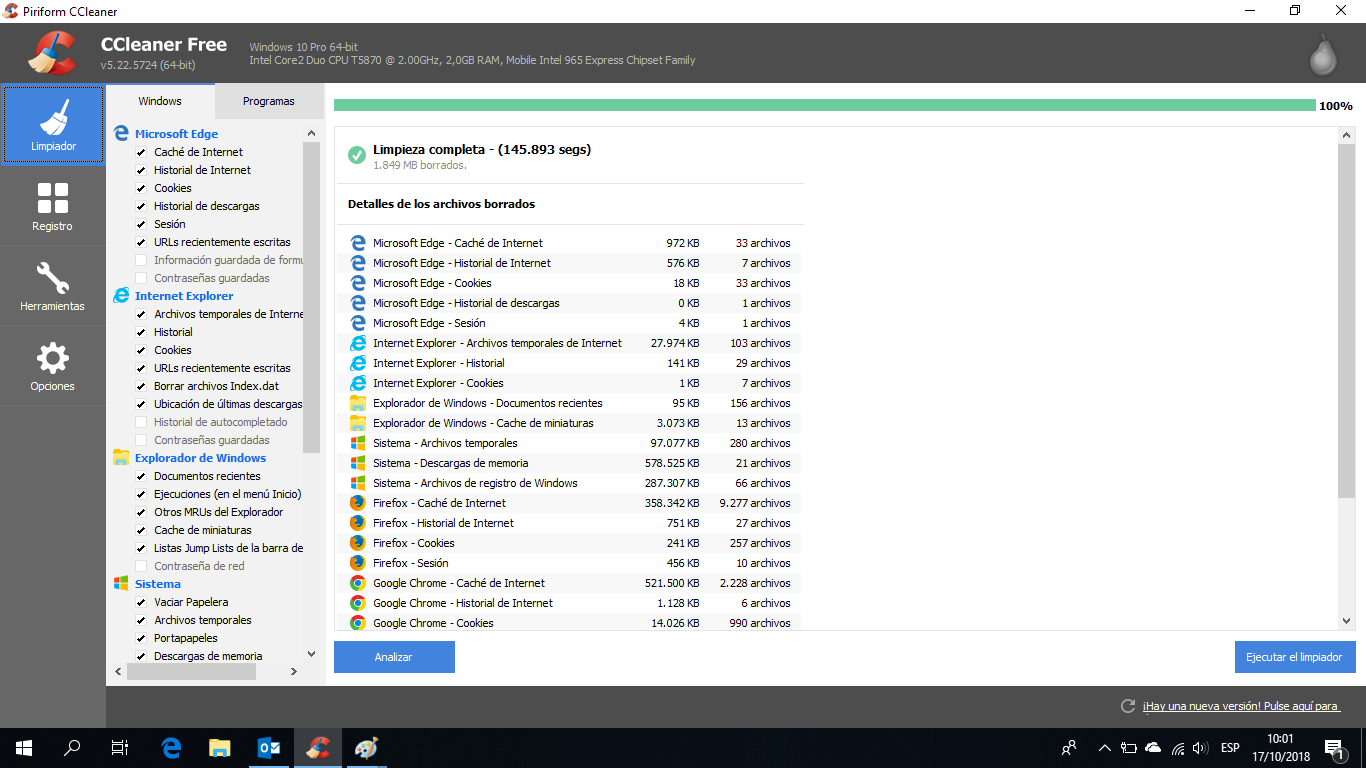 Piriform CCleaner
CCleaner Free
v5.22.5724 (64-bit)
Windows 10 Pro 64-bit
Intel Core2 Duo CPU T5870 @ 2.00GHz, 2,0GB RAM, Mobile Intel 965 Express Chipset Family
Limpiador
Registro
Herramientas
Opciones
Windows
Programas
Microsoft Edge
Caché de Internet
Historial de Internet
Cookies
Historial de descargas
Sesión
URLs recientemente escritas
Información guardada de formu
Contraseñas guardadas
Internet Explorer
Archivos temporales de Interne
Historial
Cookies
URLs recientemente escritas
Borrar archivos Index.dat
Ubicación de últimas descargas
Historial de autocompletado
Contraseñas guardadas
Explorador de Windows
Documentos recientes
Ejecuciones (en el menú Inicio)
Otros MRUs del Explorador
Cache de miniaturas
Listas Jump Lists de la barra de
Contraseña de red
Sistema
Vaciar Papelera
Archivos temporales
Portapapeles
Descargas de memoria
100%
Limpieza completa - (145.893 segs)
1.849 MB borrados.
Detalles de los archivos borrados
Microsoft Edge - Caché de Internet 972 KB 33 archivos
Microsoft Edge - Historial de Internet 576 KB 7 archivos
Microsoft Edge - Cookies 18 KB 33 archivos
Microsoft Edge - Historial de descargas 0 KB 1 archivos
Microsoft Edge - Sesión 4 KB 1 archivos
Internet Explorer - Archivos temporales de Internet 27.974 KB 103 archivos
Internet Explorer - Historial 141 KB 29 archivos
Internet Explorer - Cookies 1 KB 7 archivos
Explorador de Windows - Documentos recientes 95 KB 156 archivos
Explorador de Windows - Cache de miniaturas 3.073 KB 13 archivos
Sistema - Archivos temporales 97.077 KB 280 archivos
Sistema - Descargas de memoria 578.525 KB 21 archivos
Sistema - Archivos de registro de Windows 287.307 KB 66 archivos
Firefox - Caché de Internet 358.342 KB 9.277 archivos
Firefox - Historial de Internet 751 KB 27 archivos
Firefox - Cookies 241 KB 257 archivos
Firefox - Sesión 456 KB 10 archivos
Google Chrome - Caché de Internet 521.500 KB 2.228 archivos
Google Chrome - Historial de Internet 1.128 KB 6 archivos
Google Chrome - Cookies 14.026 KB 990 archivos
Analizar
Ejecutar el limpiador
¡Hay una nueva versión! Pulse aquí para
ESP
10:01
17/10/2018
1